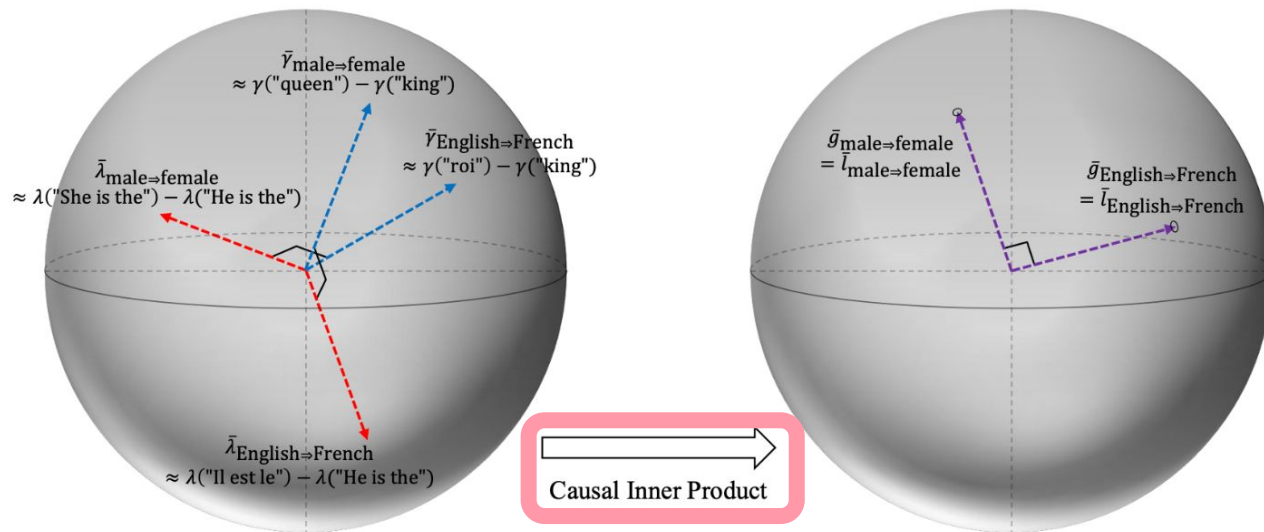 γ̄male⇒female
≈ γ("queen") − γ("king")
γ̄English⇒French
≈ γ("roi") − γ("king")
λ̄male⇒female
≈ λ("She is the") − λ("He is the")
λ̄English⇒French
≈ λ("Il est le") − λ("He is the")
Causal Inner Product
ḡmale⇒female
= l̄male⇒female
ḡEnglish⇒French
= l̄English⇒French